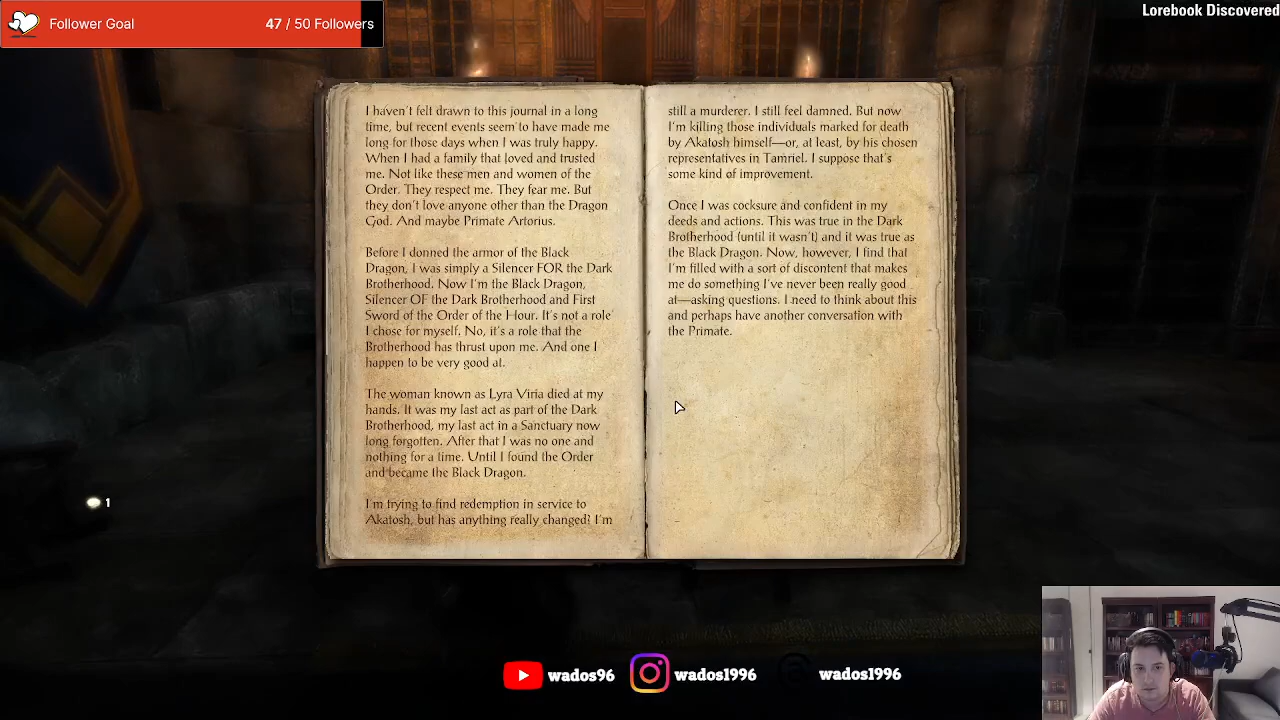 Follower Goal
47 / 50 Followers
Lorebook Discovered
I haven't felt drawn to this journal in a long
time, but recent events seem to have made me
long for those days when I was truly happy.
When I had a family that loved and trusted
me. Not like these men and women of the
Order. They respect me. They fear me. But
they don't love anyone other than the Dragon
God. And maybe Primate Artorius.
Before I donned the armor of the Black
Dragon, I was simply a Silencer FOR the Dark
Brotherhood. Now I'm the Black Dragon,
Silencer OF the Dark Brotherhood and First
Sword of the Order of the Hour. It's not a role
I chose for myself. No, it's a role that the
Brotherhood has thrust upon me. And one I
happen to be very good at.
The woman known as Lyra Viria died at my
hands. It was my last act as part of the Dark
Brotherhood, my last act in a Sanctuary now
long forgotten. After that I was no one and
nothing for a time. Until I found the Order
and became the Black Dragon.
I'm trying to find redemption in service to
Akatosh, but has anything really changed? I'm
still a murderer. I still feel damned. But now
I'm killing those individuals marked for death
by Akatosh himself—or, at least, by his chosen
representatives in Tamriel. I suppose that's
some kind of improvement.
Once I was cocksure and confident in my
deeds and actions. This was true in the Dark
Brotherhood (until it wasn't) and it was true as
the Black Dragon. Now, however, I find that
I'm filled with a sort of discontent that makes
me do something I've never been really good
at—asking questions. I need to think about this
and perhaps have another conversation with
the Primate.
1
wados96
wados1996
wados1996